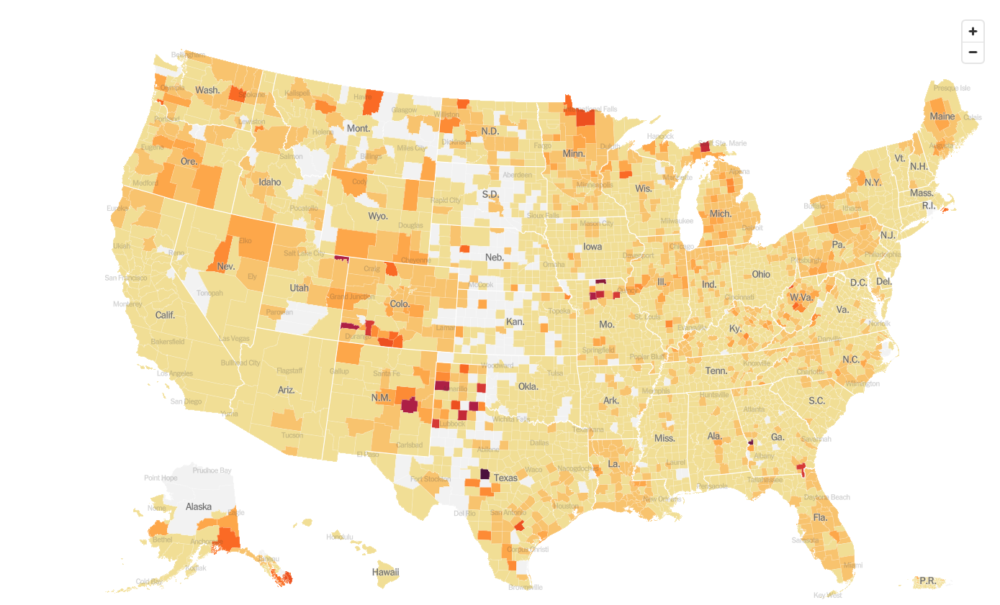 +
−
Bellingham
Olympia
Wash.
Spokane
Kalispell
Havre
Glasgow
Williston
International Falls
Presque Isle
Portland
Lewiston
Helena
Mont.
Miles City
Dickinson
N.D.
Fargo
Minn.
Duluth
Hancock
Sault Ste. Marie
Maine
Calais
Augusta
Eugene
Ore.
Salmon
Billings
Medford
Idaho
Cody
Aberdeen
Minneapolis
Marinette
Alpena
Wis.
Vt.
N.H.
N.Y.
Mass.
R.I.
Eureka
Pocatello
Wyo.
Rapid City
S.D.
Sioux Falls
Mich.
Buffalo
Ithaca
Douglas
Mason City
Milwaukee
Detroit
Ukiah
Elko
Reno
Salt Lake City
Cheyenne
Neb.
Iowa
Davenport
Chicago
Pa.
N.J.
Pittsburgh
Philadelphia
San Francisco
Nev.
Ely
Craig
Omaha
Ohio
Utah
Grand Junction
McCook
Quincy
Ill.
Ind.
D.C.
Del.
Monterey
Tonopah
Colo.
Cincinnati
W.Va.
Calif.
Parowan
Topeka
Kan.
Mo.
St. Louis
Va.
Norfolk
Bakersfield
Las Vegas
Durango
Lamar
Evansville
Ky.
Danville
Los Angeles
Bullhead City
Flagstaff
Gallup
Santa Fe
Woodward
Springfield
Poplar Bluff
Knoxville
N.C.
Tulsa
Tenn.
Charlotte
Wilmington
San Diego
Ariz.
N.M.
Amarillo
Okla.
Ark.
Memphis
Huntsville
S.C.
Yuma
Lubbock
Wichita Falls
Atlanta
Tucson
Carlsbad
Texarkana
Miss.
Ala.
Ga.
Savannah
El Paso
Abilene
Dallas
Albany
Prudhoe Bay
Point Hope
Fort Stockton
Texas
Waco
Nacogdoches
La.
Laurel
Tallahassee
Pensacola
New Orleans
Daytona Beach
Nome
Alaska
Eagle
Del Rio
San Antonio
Houston
Fla.
Bethel
Anchorage
Honolulu
Sarasota
Juneau
Corpus Christi
Kodiak
Hawaii
Miami
Cold Bay
Brownsville
Key West
P.R.